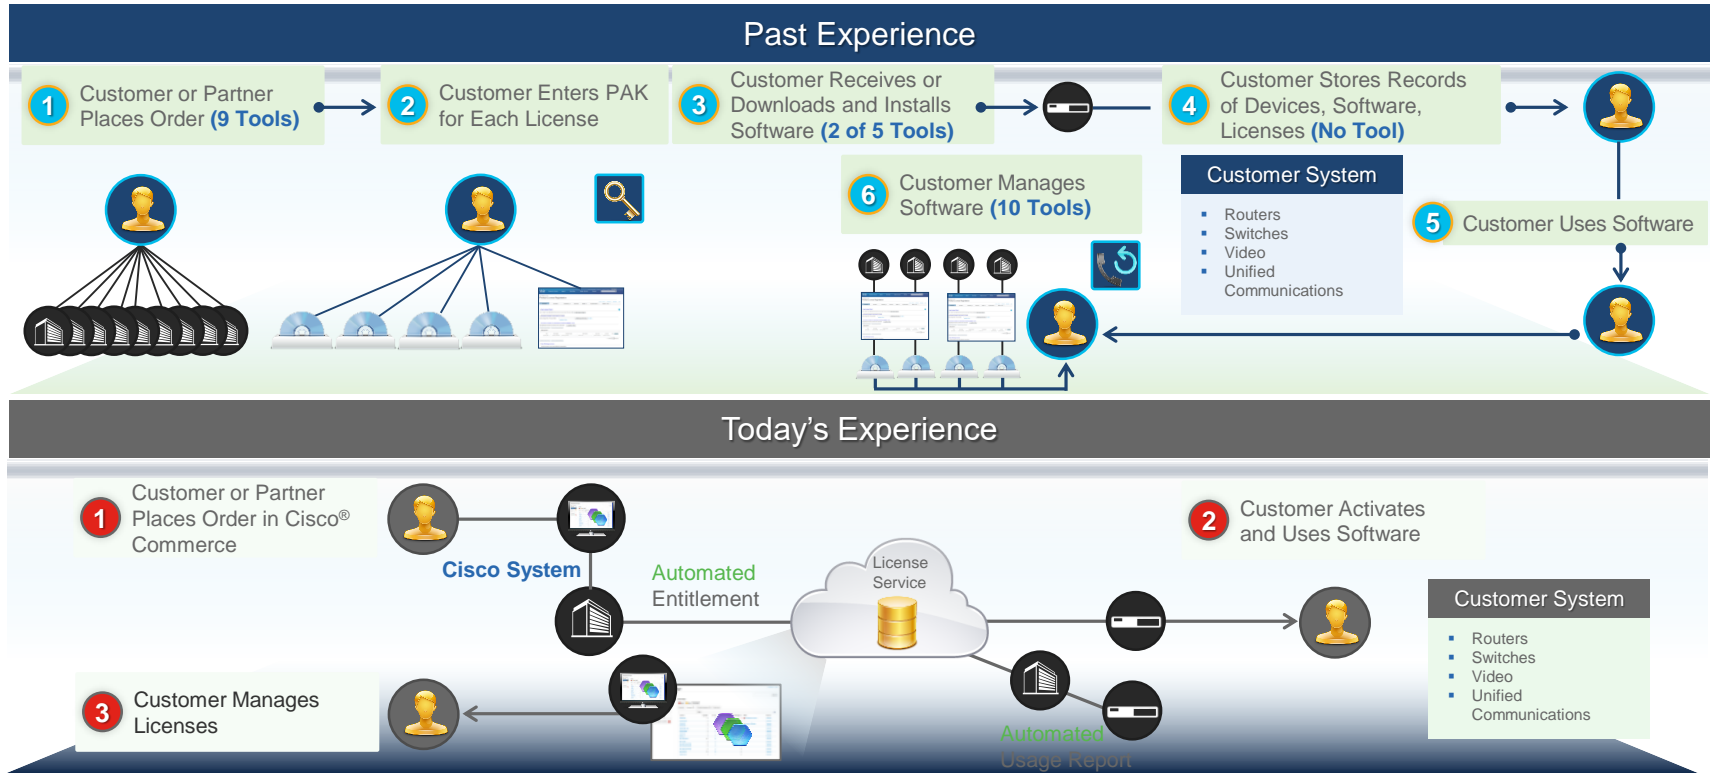 Past Experience
1
Customer or Partner
Places Order (9 Tools)
2
Customer Enters PAK
for Each License
3
Customer Receives or
Downloads and Installs
Software (2 of 5 Tools)
4
Customer Stores Records
of Devices, Software,
Licenses (No Tool)
5
Customer Uses Software
6
Customer Manages
Software (10 Tools)
Customer System
▪ Routers
▪ Switches
▪ Video
▪ Unified
Communications
Today's Experience
1
Customer or Partner
Places Order in Cisco®
Commerce
Cisco System
Automated
Entitlement
License
Service
2
Customer Activates
and Uses Software
Customer System
▪ Routers
▪ Switches
▪ Video
▪ Unified
Communications
3
Customer Manages
Licenses
Automated
Usage Report